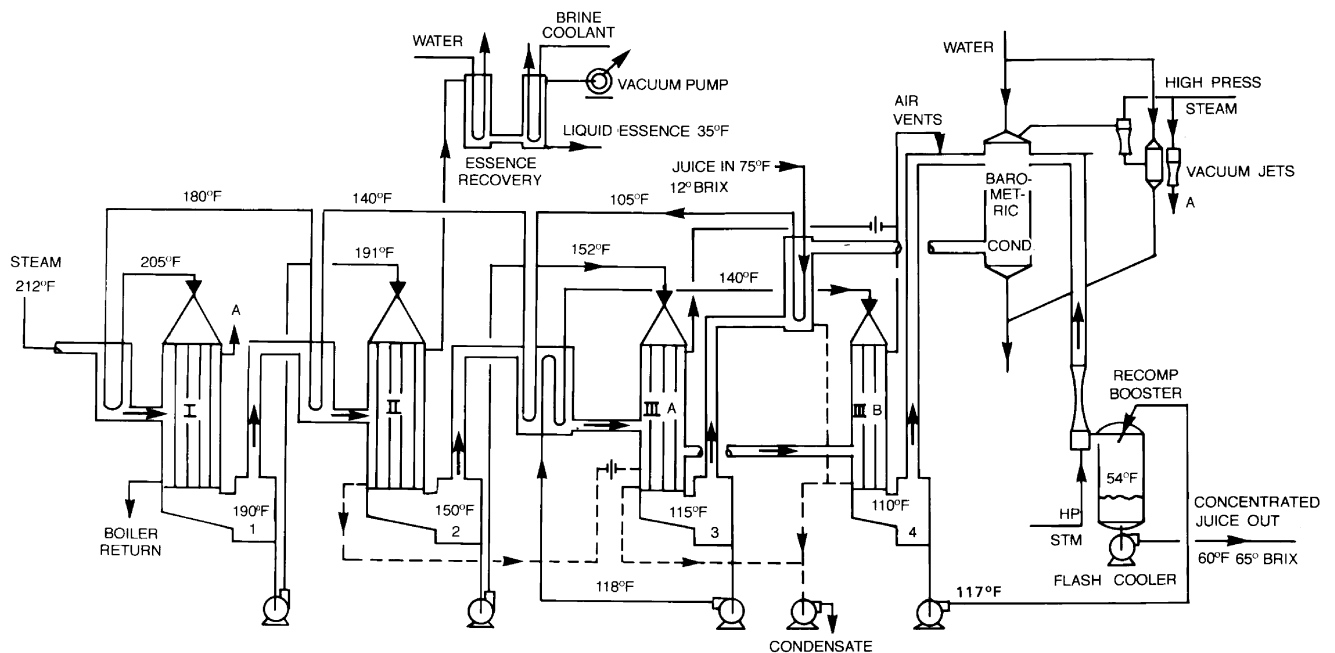 BRINE
COOLANT
WATER
VACUUM PUMP
LIQUID ESSENCE 35°F
ESSENCE
RECOVERY
WATER
HIGH PRESS
STEAM
AIR
VENTS
VACUUM JETS
A
JUICE IN 75°F
12° BRIX
BARO-
MET-
RIC
COND.
180°F
140°F
105°F
STEAM
212°F
205°F
191°F
152°F
140°F
A
I
II
III A
III B
RECOMP
BOOSTER
54°F
190°F
1
150°F
2
115°F
3
110°F
4
BOILER
RETURN
HP
STM
CONCENTRATED
JUICE OUT
60°F 65° BRIX
FLASH COOLER
118°F
117°F
CONDENSATE